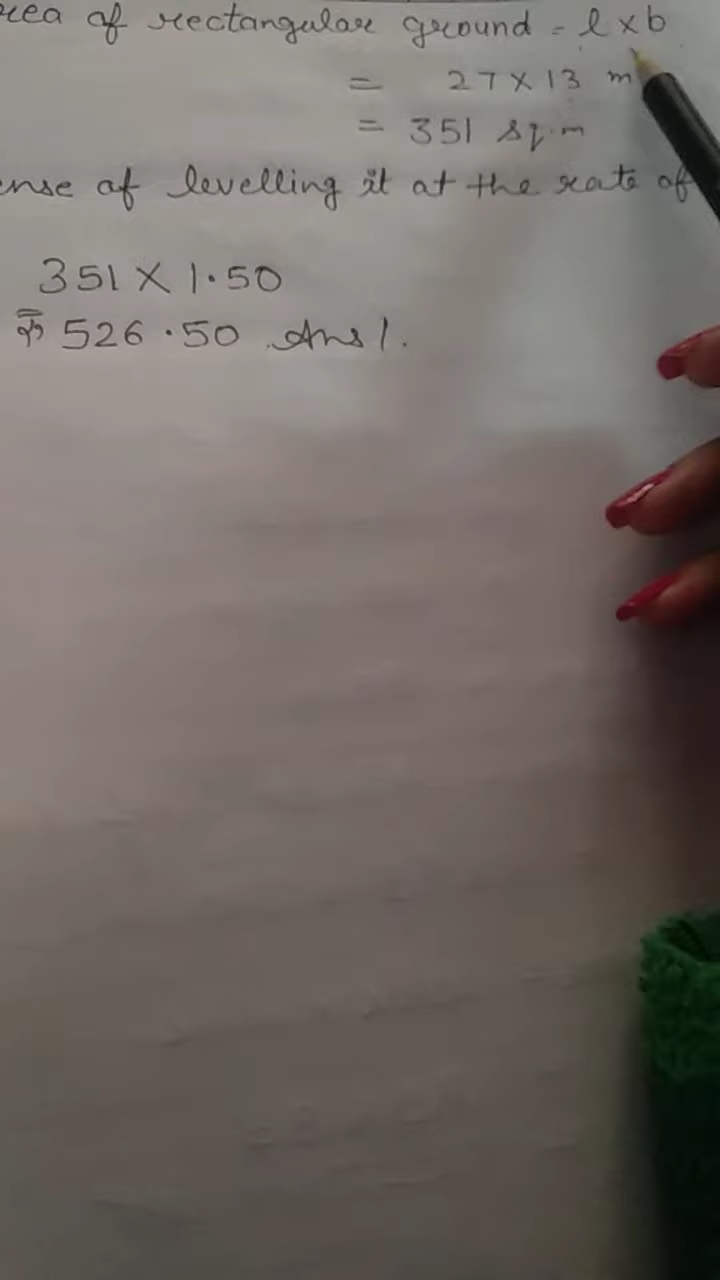 rea of rectangular ground = l x b
= 27 x 13 m
= 351 sq.m
ense of levelling it at the rate of
351 X 1.50
रु 526.50 Ans /.